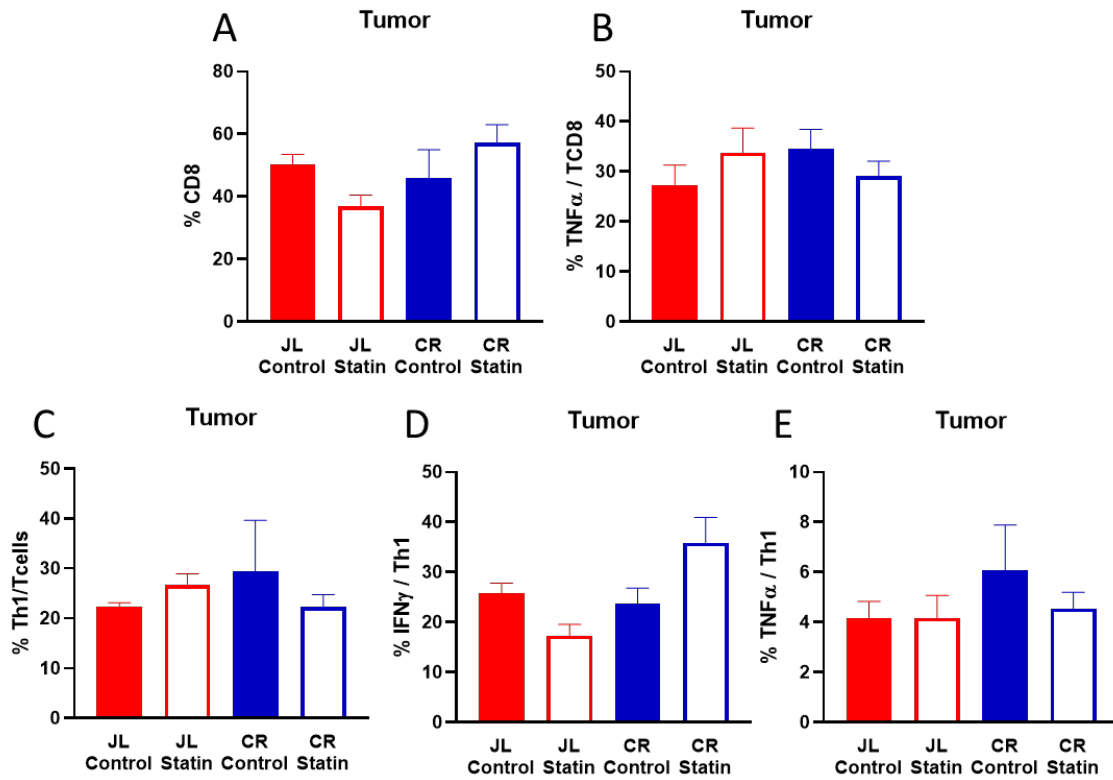 A
Tumor
% CD8
80
60
40
20
0
JL
Control
JL
Statin
CR
Control
CR
Statin
B
Tumor
% TNFα / TCD8
50
40
30
20
10
0
JL
Control
JL
Statin
CR
Control
CR
Statin
C
Tumor
% Th1/Tcells
50
40
30
20
10
0
JL
Control
JL
Statin
CR
Control
CR
Statin
D
Tumor
% IFNγ / Th1
50
40
30
20
10
0
JL
Control
JL
Statin
CR
Control
CR
Statin
E
Tumor
% TNFα / Th1
10
8
6
4
2
0
JL
Control
JL
Statin
CR
Control
CR
Statin